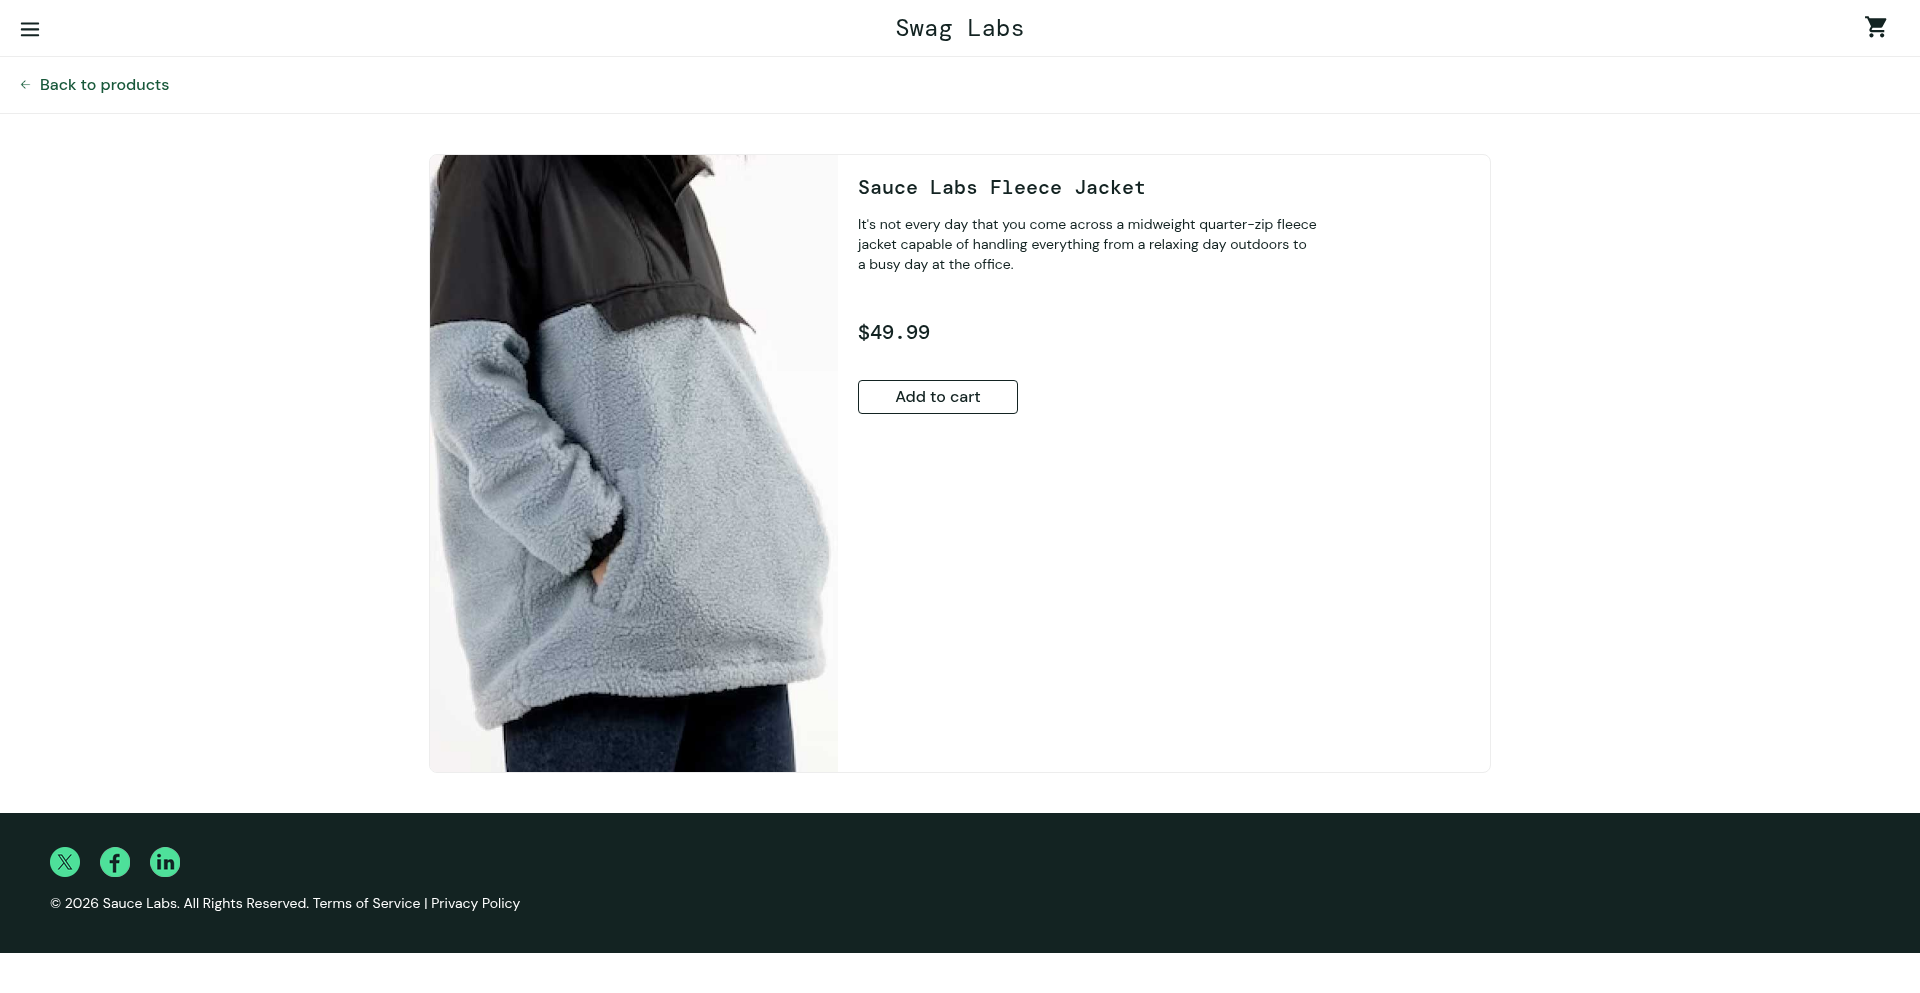 Swag Labs
Back to products
Sauce Labs Fleece Jacket
It's not every day that you come across a midweight quarter-zip fleece
jacket capable of handling everything from a relaxing day outdoors to
a busy day at the office.
$49.99
Add to cart
© 2026 Sauce Labs. All Rights Reserved. Terms of Service | Privacy Policy